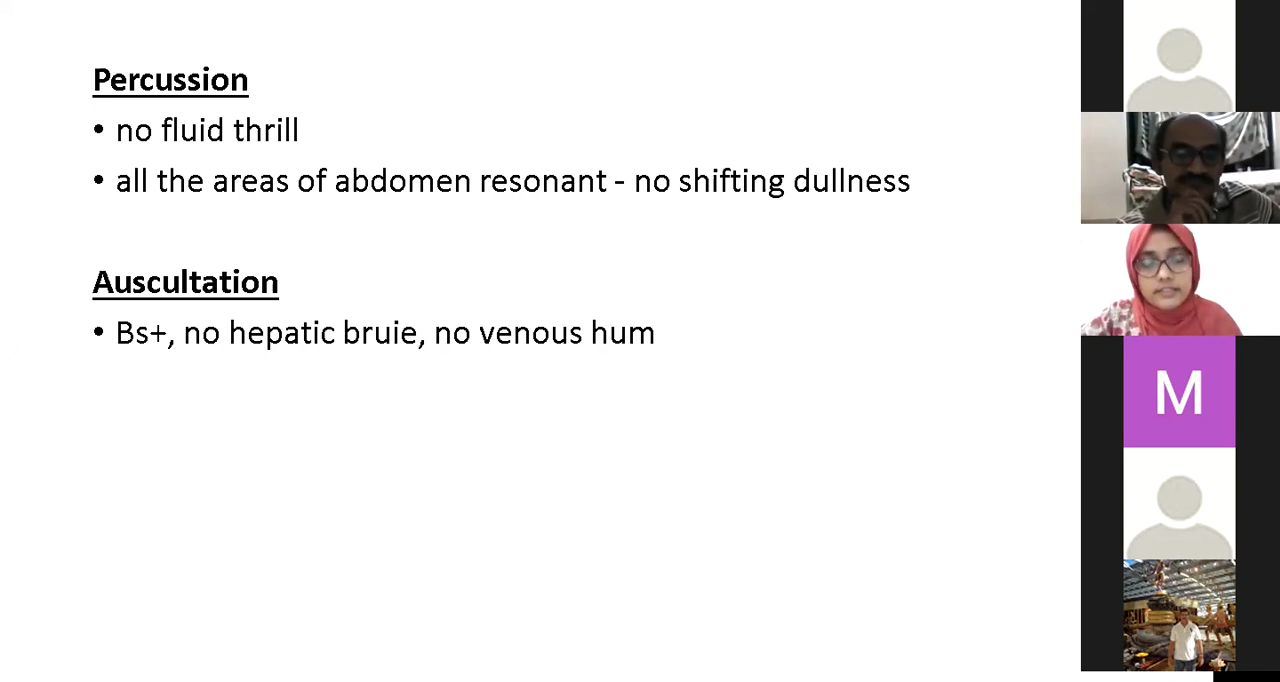 Percussion
• no fluid thrill
• all the areas of abdomen resonant - no shifting dullness
Auscultation
• Bs+, no hepatic bruie, no venous hum
M